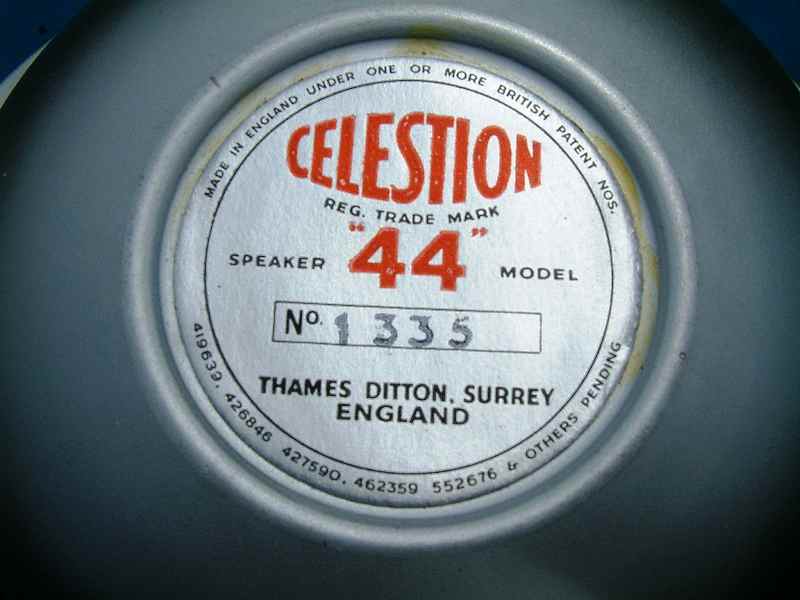 MADE IN ENGLAND UNDER ONE OR MORE BRITISH PATENT NOS.
CELESTION
REG. TRADE MARK
"44"
SPEAKER MODEL
No. 1335
THAMES DITTON, SURREY
ENGLAND
419639, 426846 427590, 462359 552676 & OTHERS PENDING